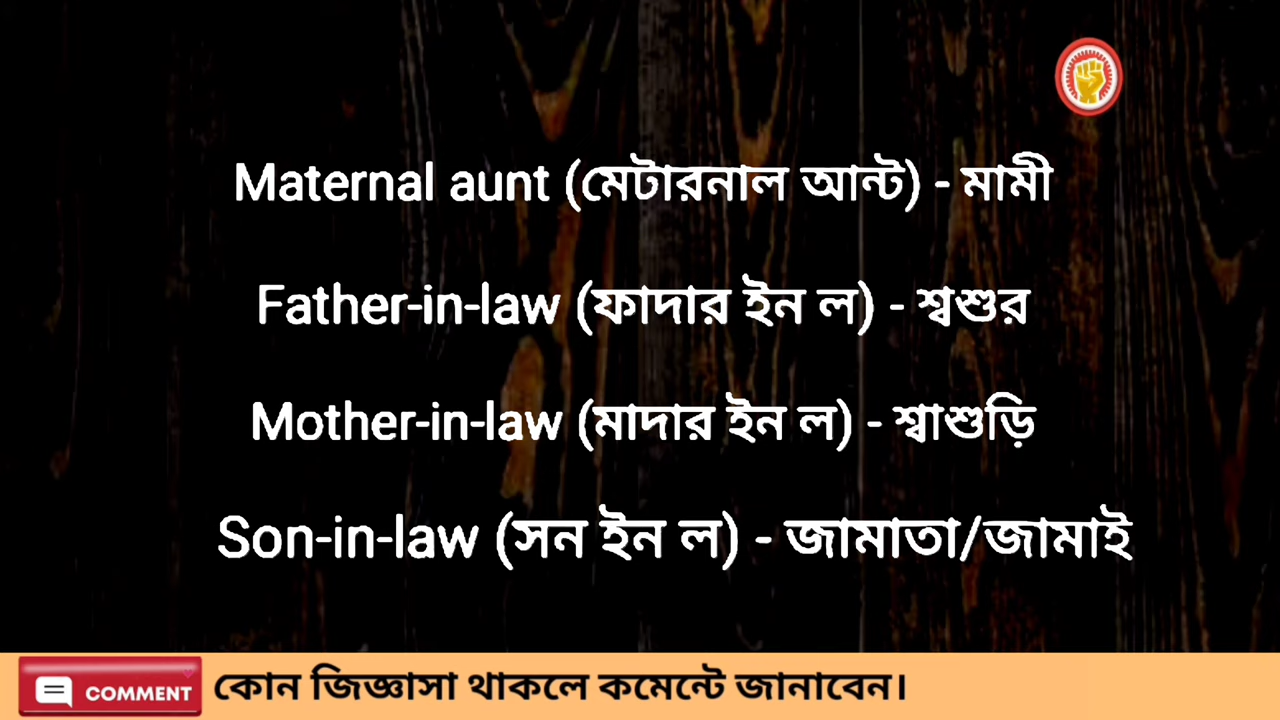 Maternal aunt (মেটারনাল আন্ট) - মামী
Father-in-law (ফাদার ইন ল) - শ্বশুর
Mother-in-law (মাদার ইন ল) - শ্বাশুড়ি
Son-in-law (সন ইন ল) - জামাতা/জামাই
COMMENT কোন জিজ্ঞাসা থাকলে কমেন্টে জানাবেন।